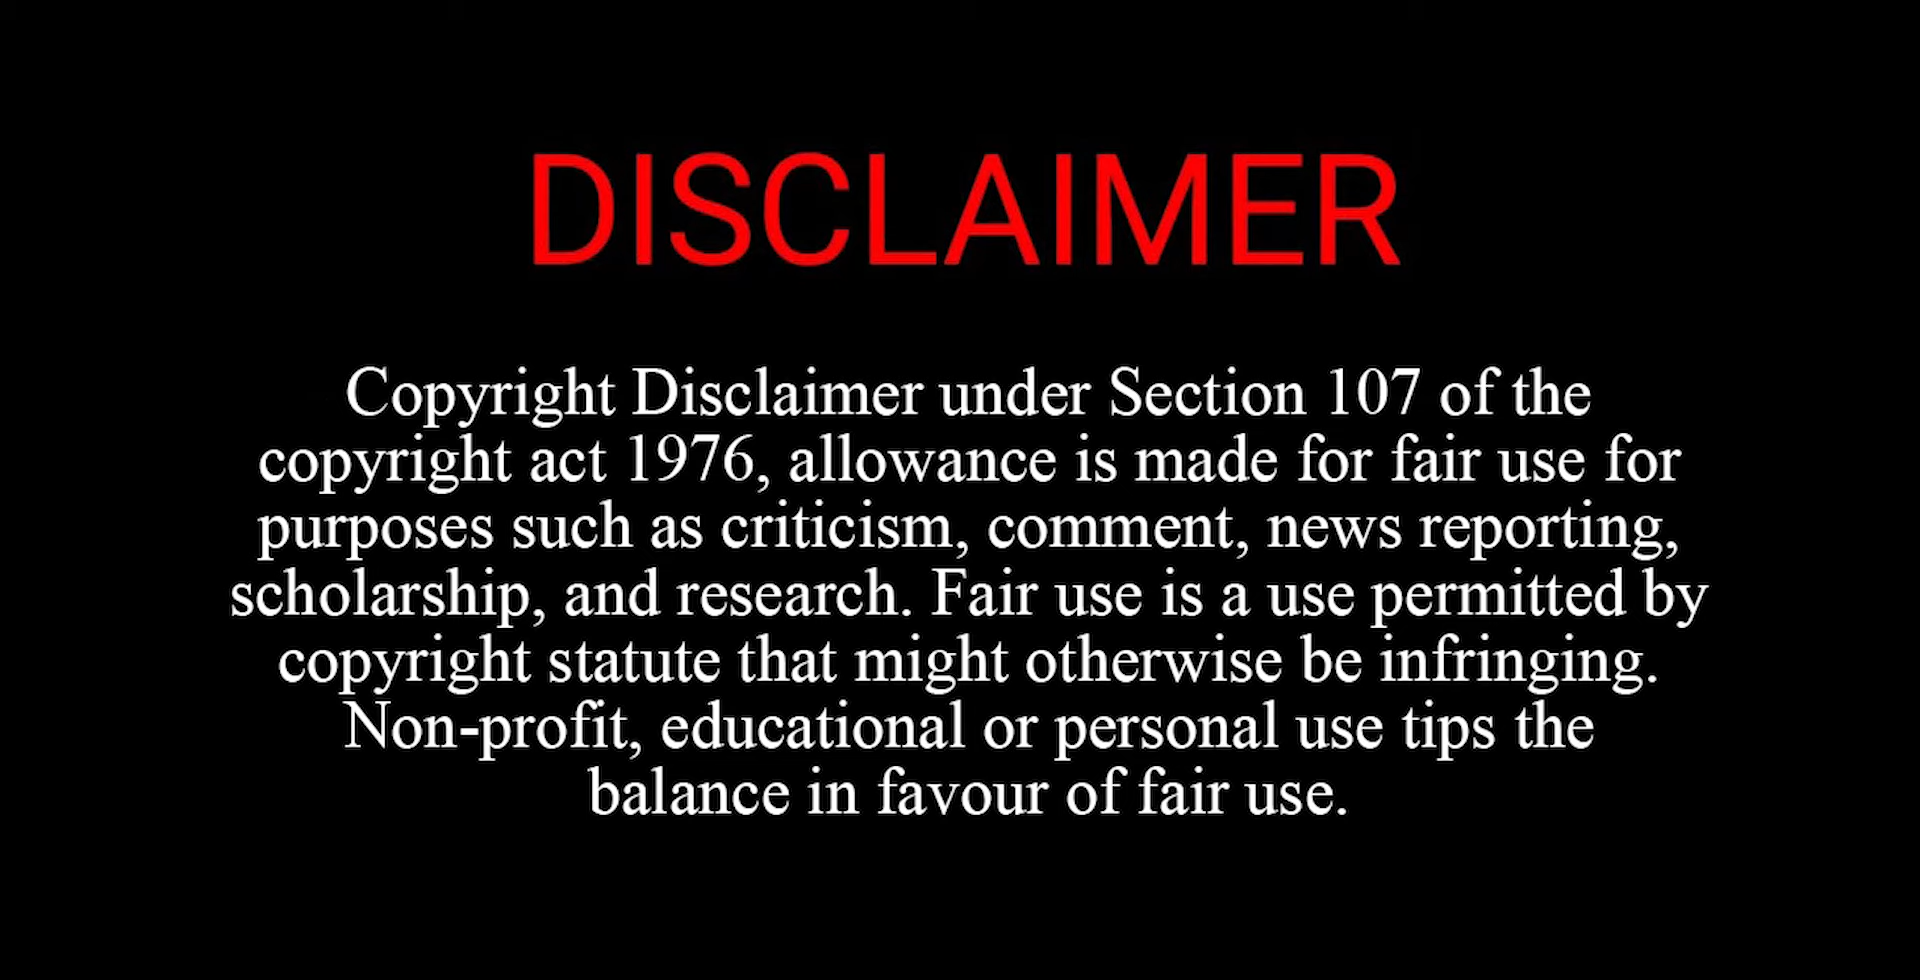 DISCLAIMER
Copyright Disclaimer under Section 107 of the
copyright act 1976, allowance is made for fair use for
purposes such as criticism, comment, news reporting,
scholarship, and research. Fair use is a use permitted by
copyright statute that might otherwise be infringing.
Non-profit, educational or personal use tips the
balance in favour of fair use.